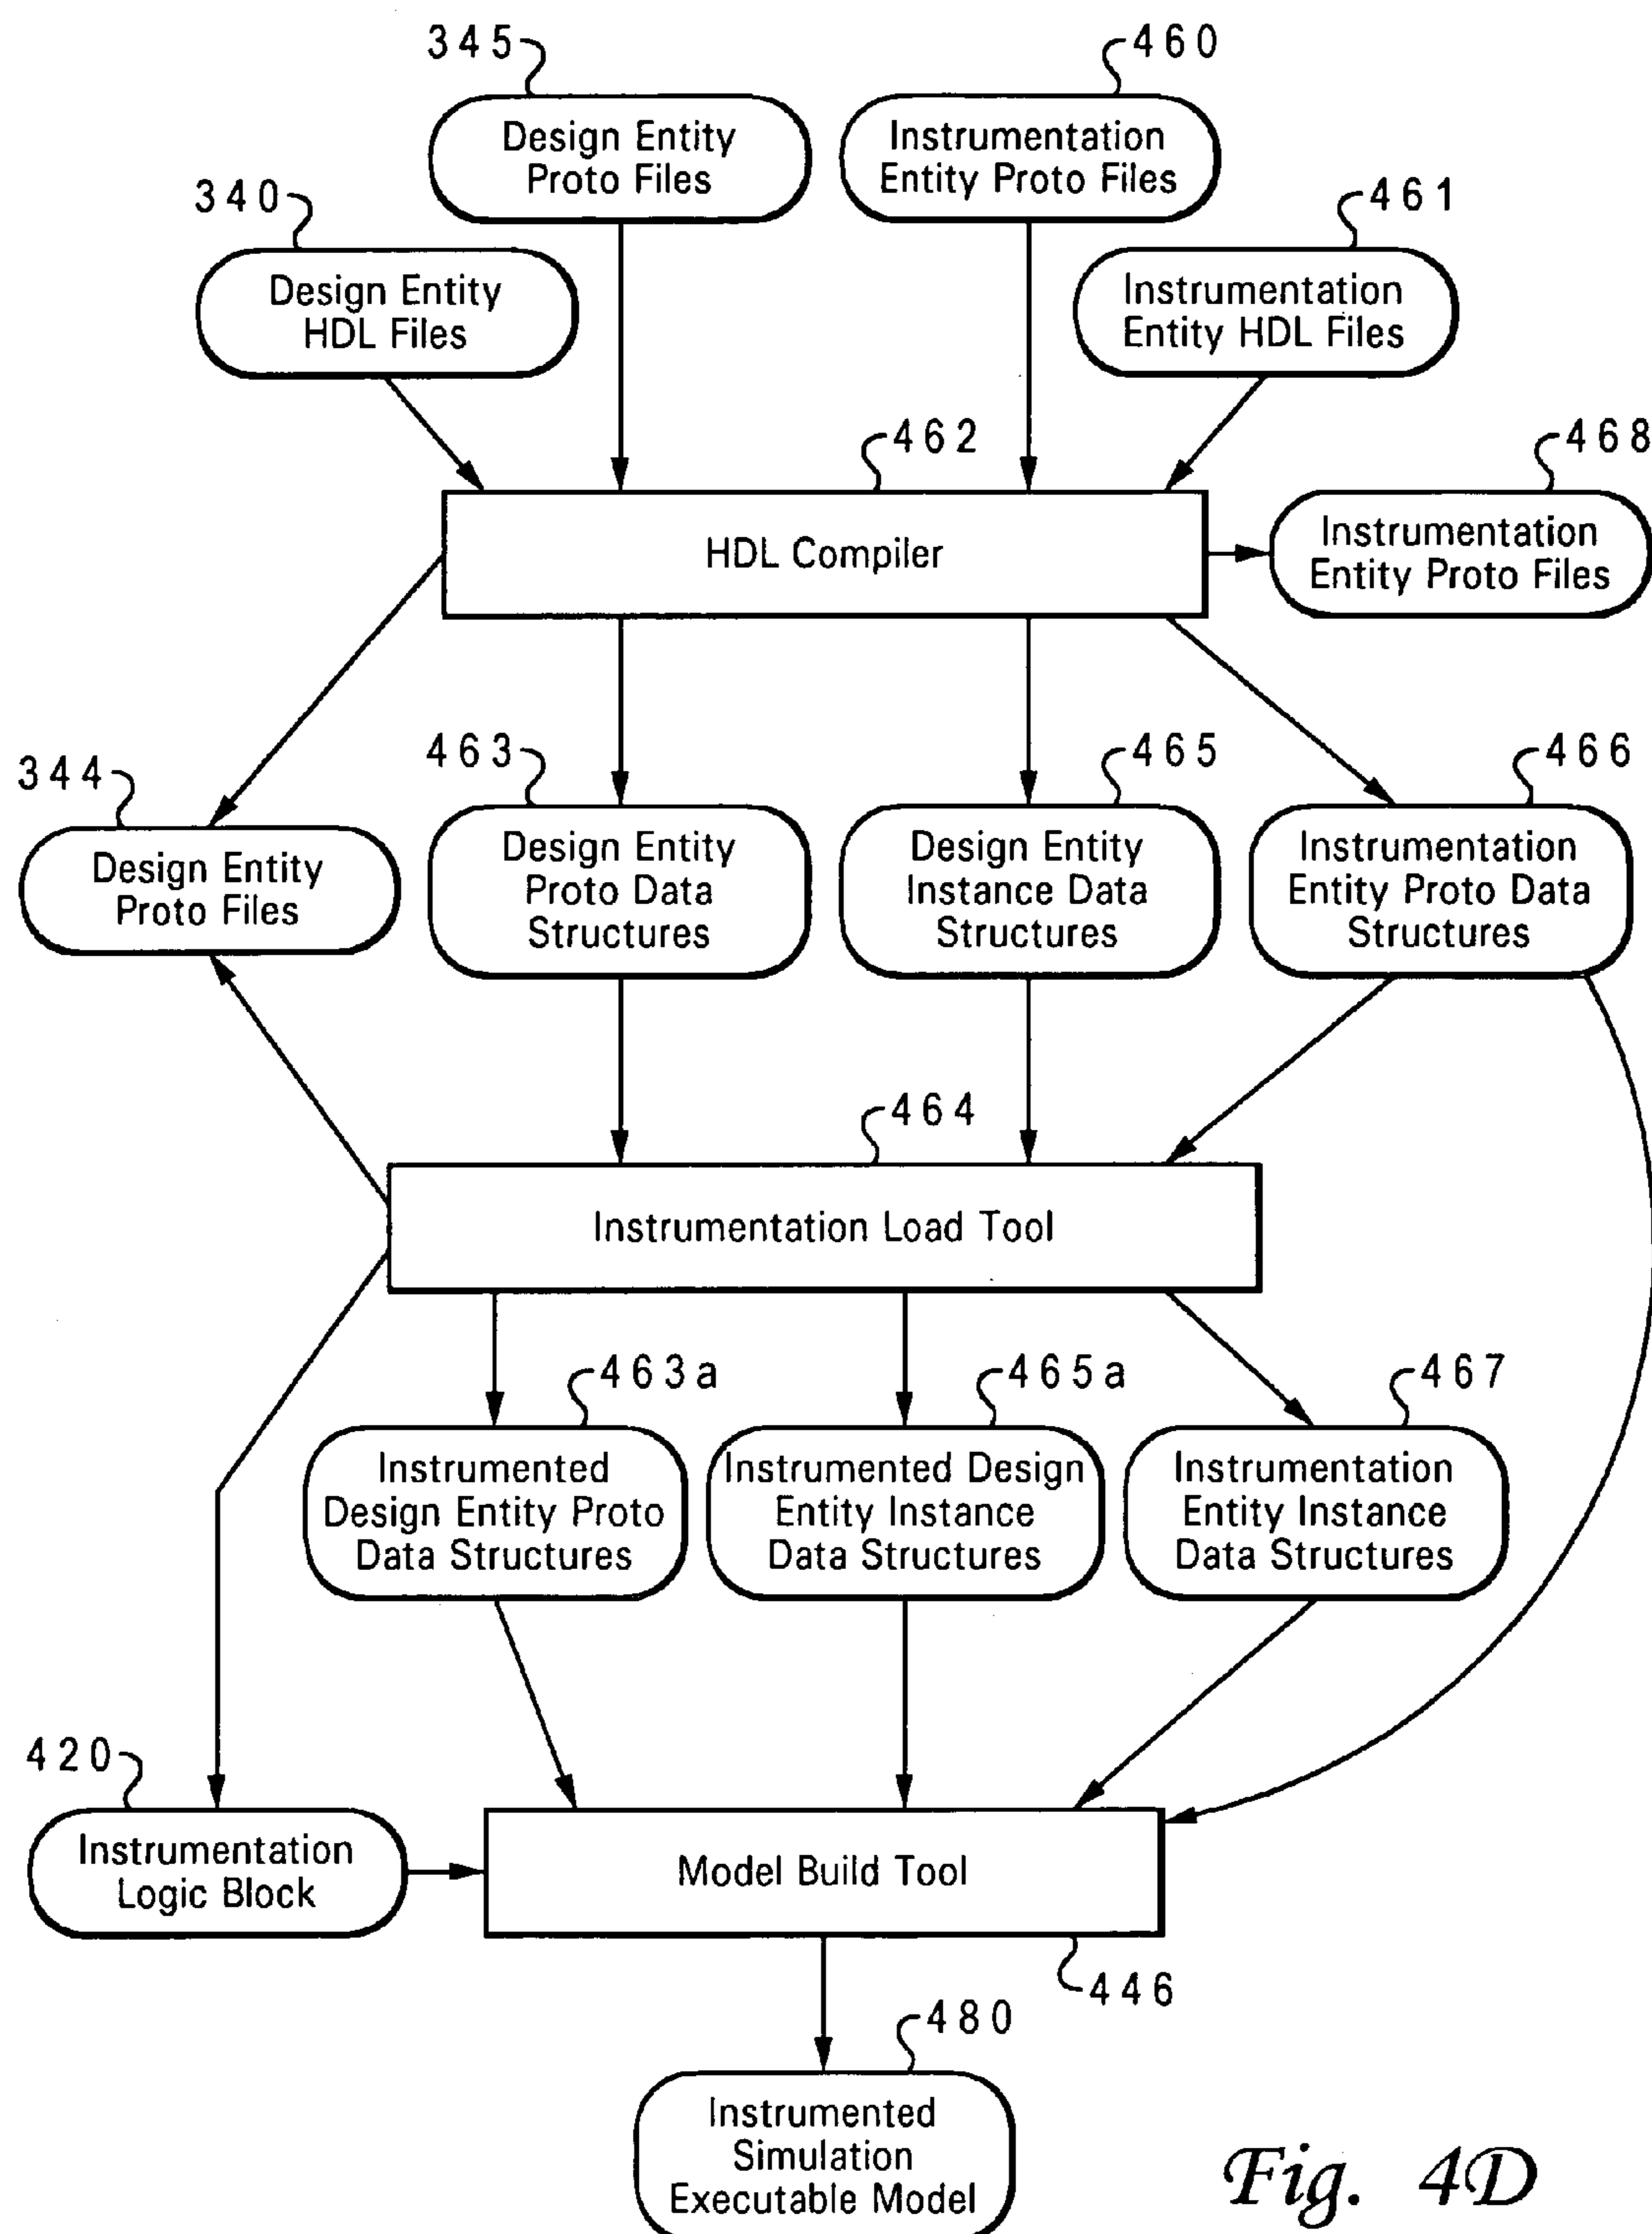 345
460
Design Entity
Proto Files
Instrumentation
Entity Proto Files
340
461
Design Entity
HDL Files
Instrumentation
Entity HDL Files
462
468
HDL Compiler
Instrumentation
Entity Proto Files
344
463
465
466
Design Entity
Proto Files
Design Entity
Proto Data
Structures
Design Entity
Instance Data
Structures
Instrumentation
Entity Proto Data
Structures
464
Instrumentation Load Tool
463a
465a
467
Instrumented
Design Entity Proto
Data Structures
Instrumented Design
Entity Instance
Data Structures
Instrumentation
Entity Instance
Data Structures
420
Instrumentation
Logic Block
Model Build Tool
446
480
Instrumented
Simulation
Executable Model
Fig. 4D